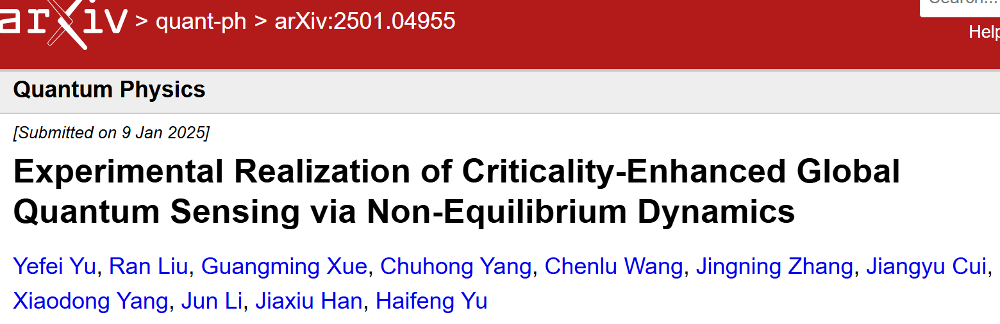 arXiv > quant-ph > arXiv:2501.04955
Search...
Help
Quantum Physics
[Submitted on 9 Jan 2025]
Experimental Realization of Criticality-Enhanced Global
Quantum Sensing via Non-Equilibrium Dynamics
Yefei Yu, Ran Liu, Guangming Xue, Chuhong Yang, Chenlu Wang, Jingning Zhang, Jiangyu Cui,
Xiaodong Yang, Jun Li, Jiaxiu Han, Haifeng Yu